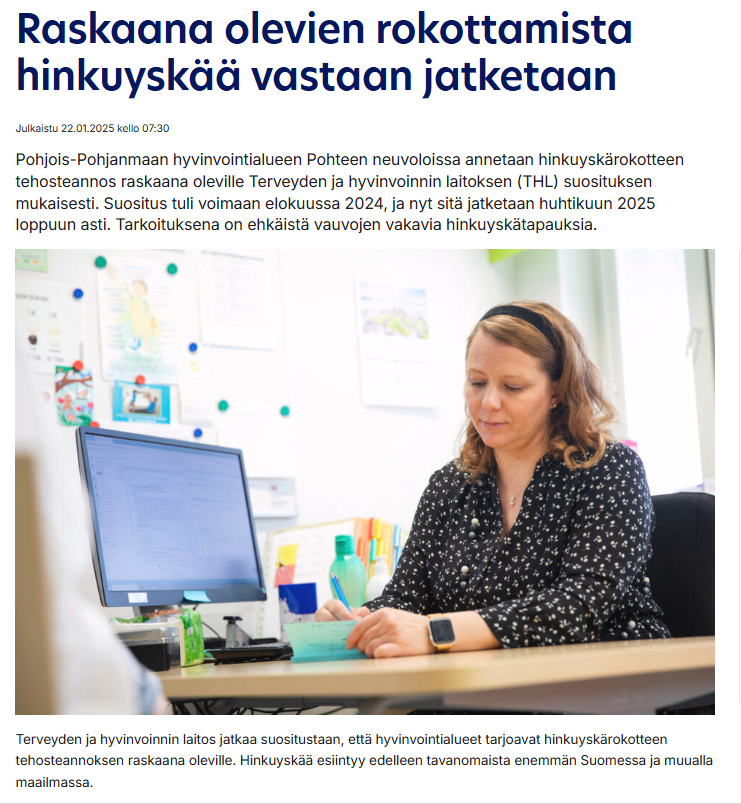 Raskaana olevien rokottamista
hinkuyskää vastaan jatketaan
Julkaistu 22.01.2025 kello 07:30
Pohjois-Pohjanmaan hyvinvointialueen Pohteen neuvoloissa annetaan hinkuyskärokotteen
tehosteannos raskaana oleville Terveyden ja hyvinvoinnin laitoksen (THL) suosituksen
mukaisesti. Suositus tuli voimaan elokuussa 2024, ja nyt sitä jatketaan huhtikuun 2025
loppuun asti. Tarkoituksena on ehkäistä vauvojen vakavia hinkuyskätapauksia.
Terveyden ja hyvinvoinnin laitos jatkaa suositustaan, että hyvinvointialueet tarjoavat hinkuyskärokotteen
tehosteannoksen raskaana oleville. Hinkuyskää esiintyy edelleen tavanomaista enemmän Suomessa ja muualla
maailmassa.